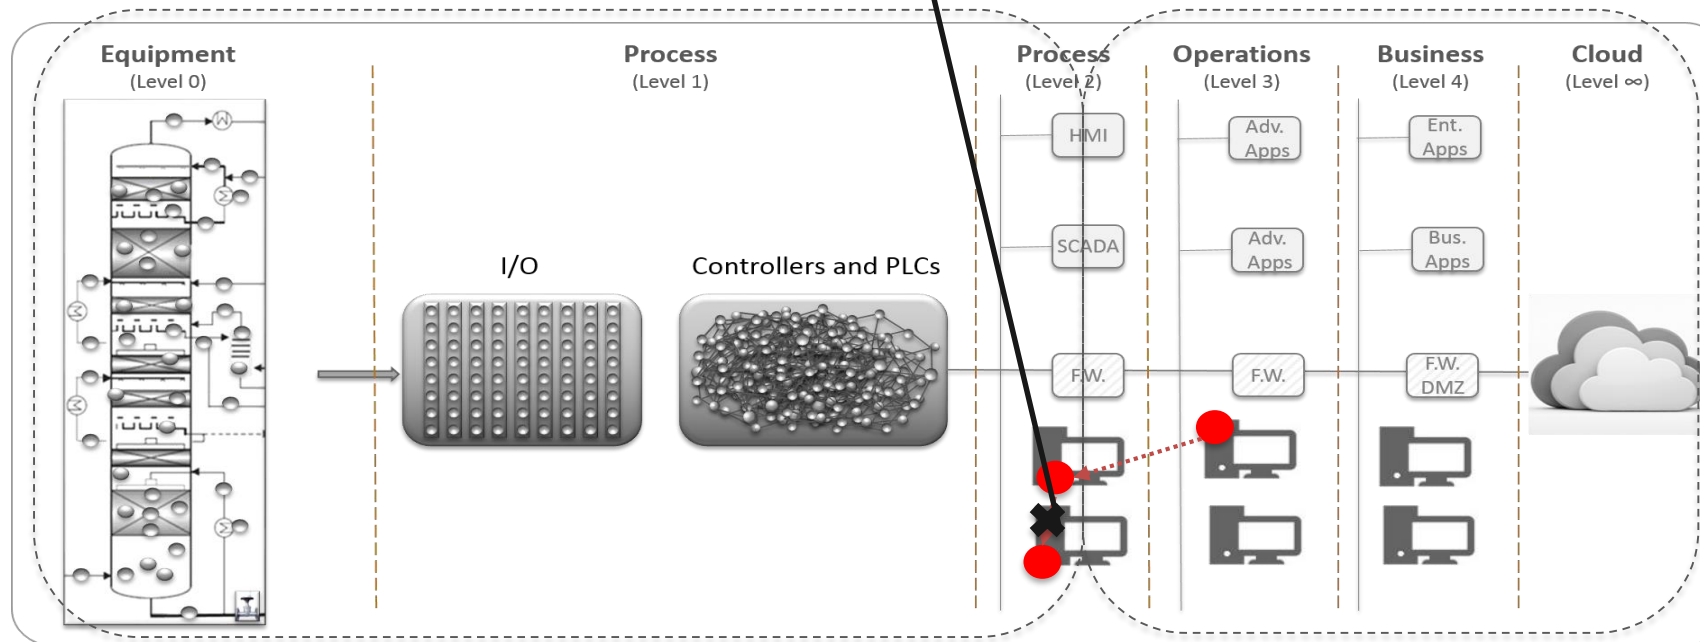 Equipment
(Level 0)
Process
(Level 1)
Process
(Level 2)
Operations
(Level 3)
Business
(Level 4)
Cloud
(Level ∞)
HMI
Adv.
Apps
Ent.
Apps
SCADA
Adv.
Apps
Bus.
Apps
I/O
Controllers and PLCs
F.W.
F.W.
F.W.
DMZ
M
M
M
M
M